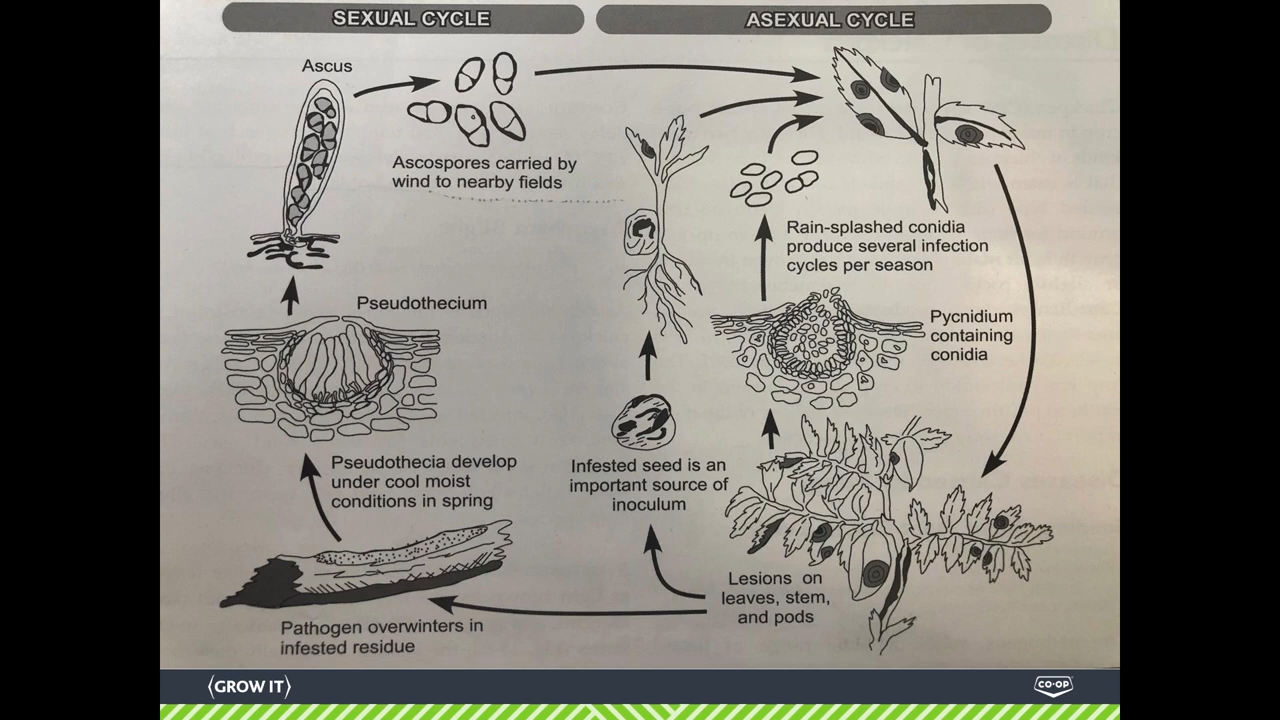 SEXUAL CYCLE
ASEXUAL CYCLE
Ascus
Ascospores carried by
wind to nearby fields
Rain-splashed conidia
produce several infection
cycles per season
Pseudothecium
Pycnidium
containing
conidia
Pseudothecia develop
under cool moist
conditions in spring
Infested seed is an
important source of
inoculum
Lesions on
leaves, stem,
and pods
Pathogen overwinters in
infested residue
GROW IT
CO-OP